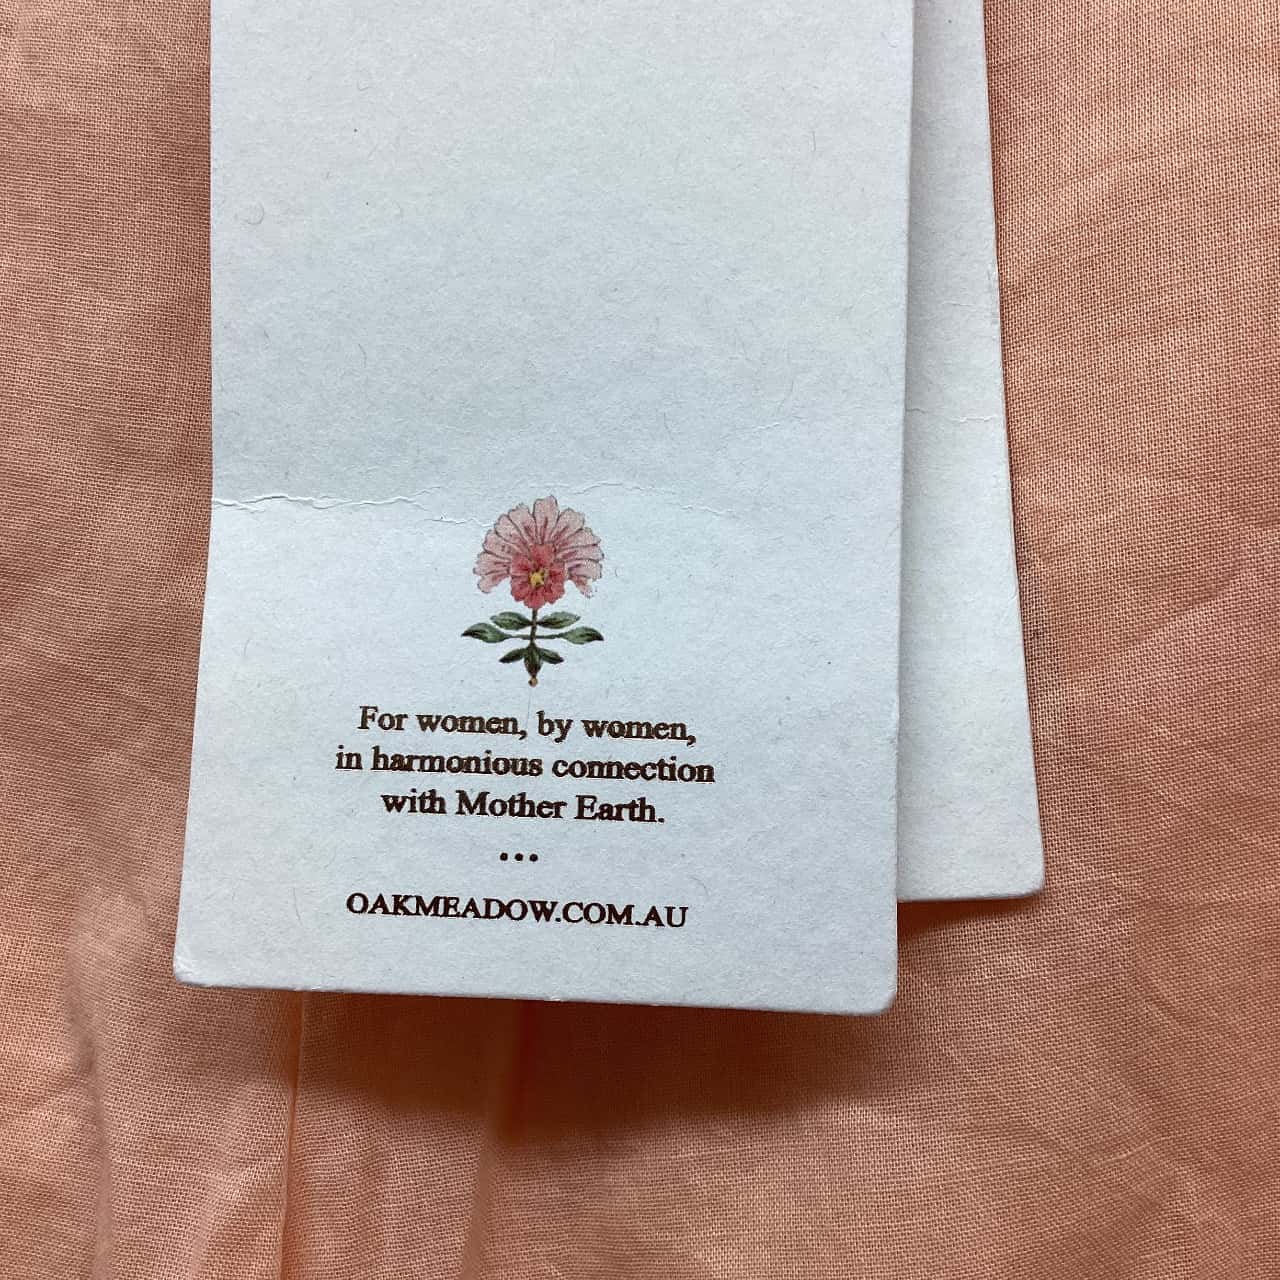 For women, by women,
in harmonious connection
with Mother Earth.
...
OAKMEADOW.COM.AU